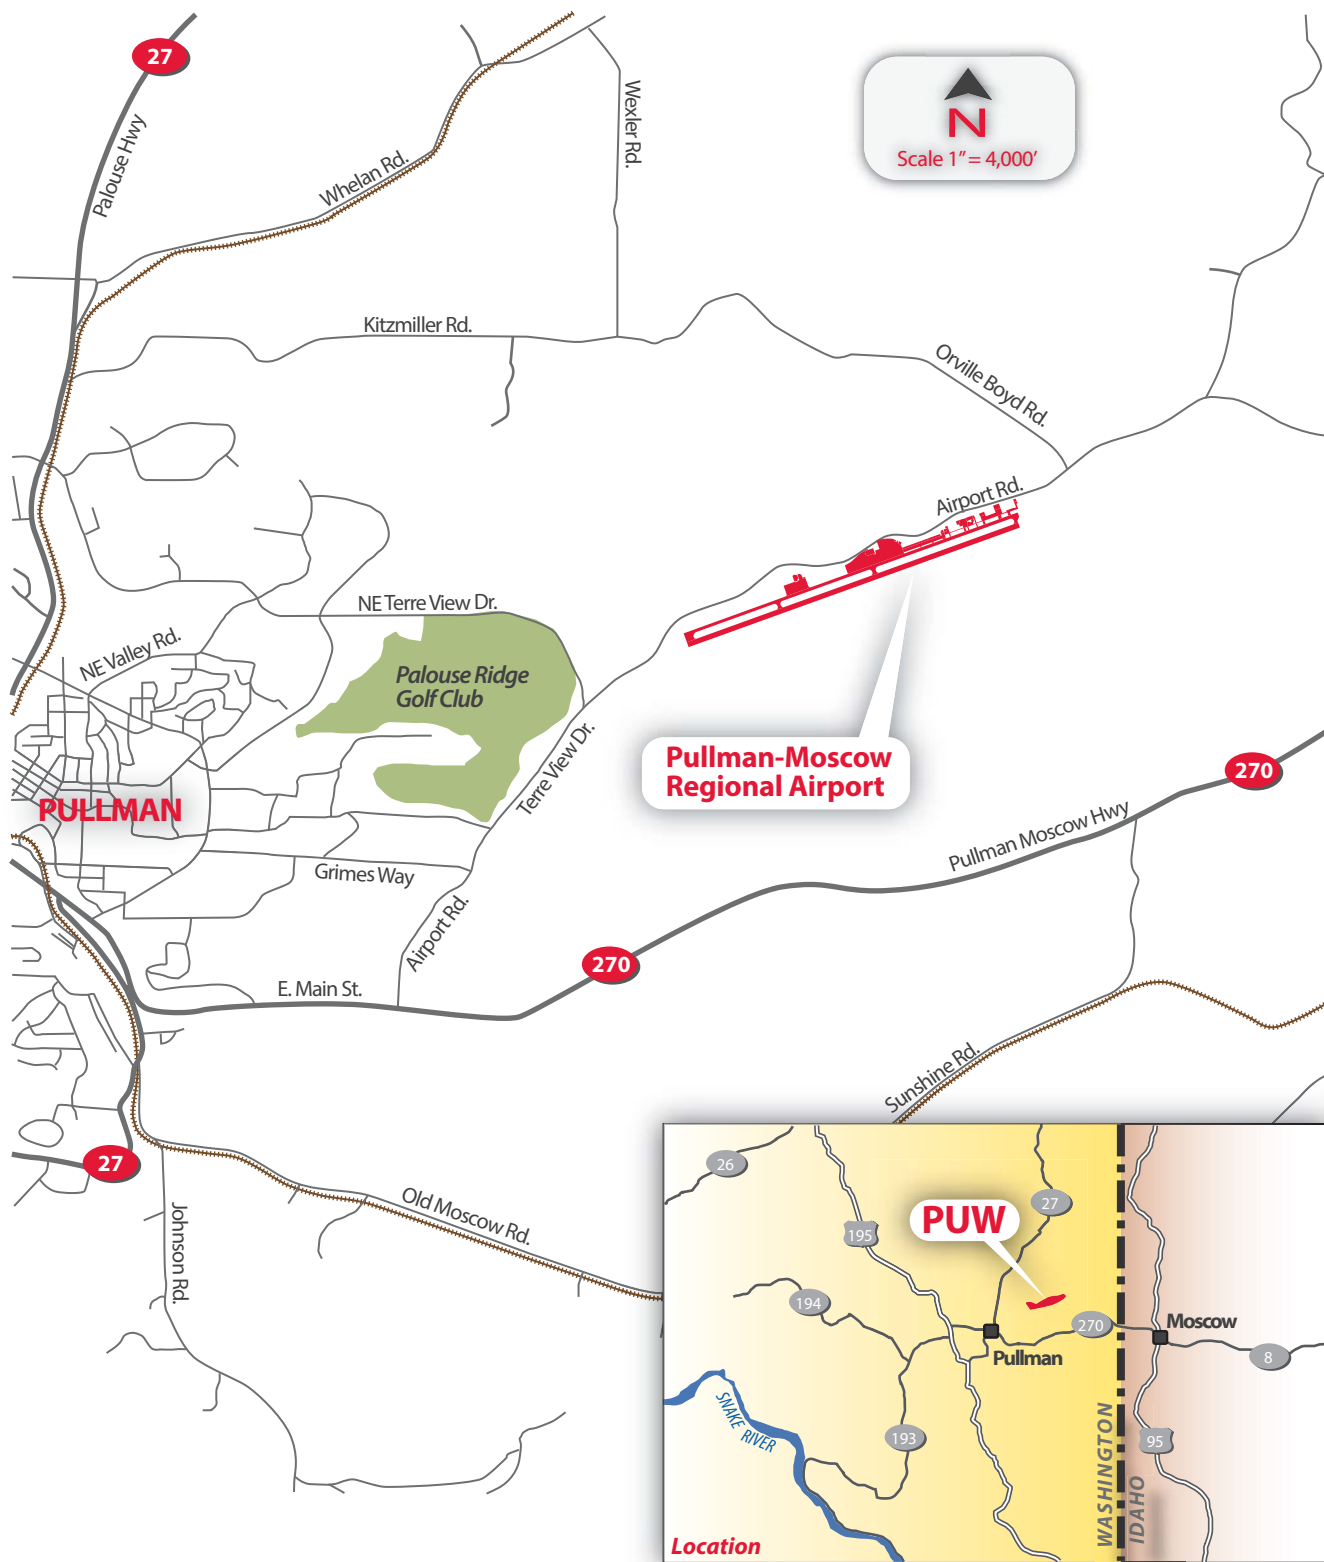 27
Palouse Hwy
Whelan Rd.
Wexler Rd.
N
Scale 1" = 4,000'
Kitzmiller Rd.
Orville Boyd Rd.
Airport Rd.
NE Terre View Dr.
NE Valley Rd.
Palouse Ridge
Golf Club
Terre View Dr.
Pullman-Moscow
Regional Airport
270
PULLMAN
Pullman Moscow Hwy
Grimes Way
Airport Rd.
270
E. Main St.
Sunshine Rd.
27
Old Moscow Rd.
Johnson Rd.
26
27
PUW
195
194
270
Moscow
Pullman
8
SNAKE RIVER
193
95
WASHINGTON
IDAHO
Location